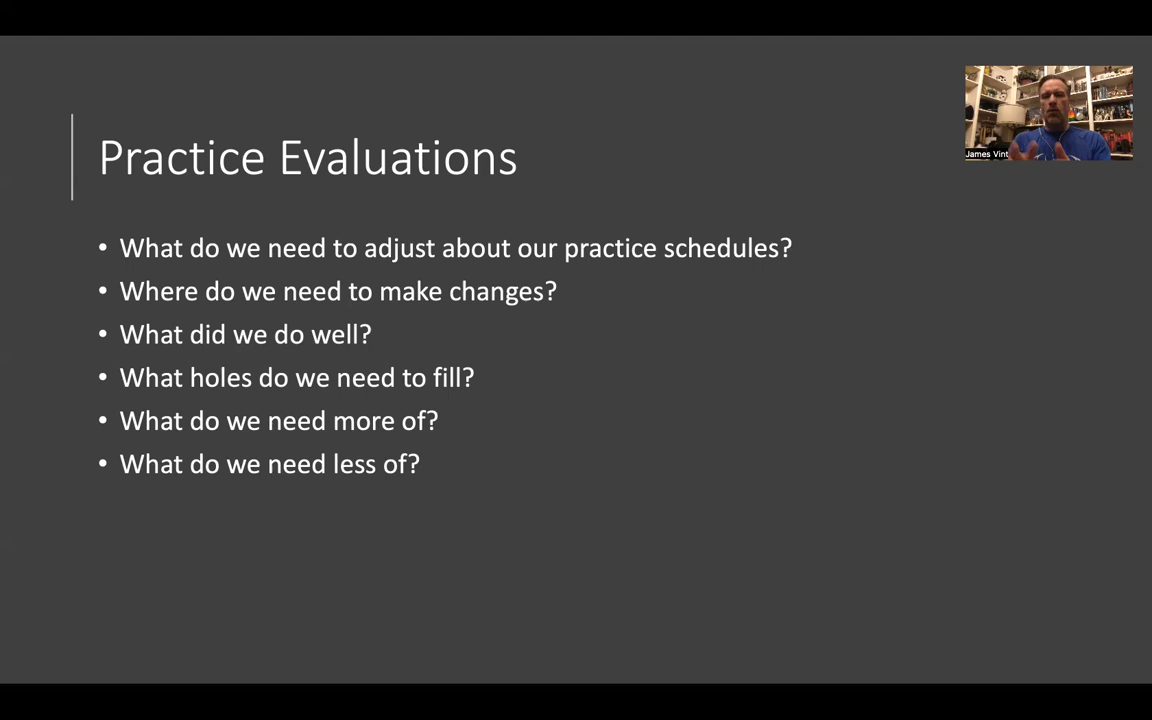 Practice Evaluations
• What do we need to adjust about our practice schedules?
• Where do we need to make changes?
• What did we do well?
• What holes do we need to fill?
• What do we need more of?
• What do we need less of?
James Vint